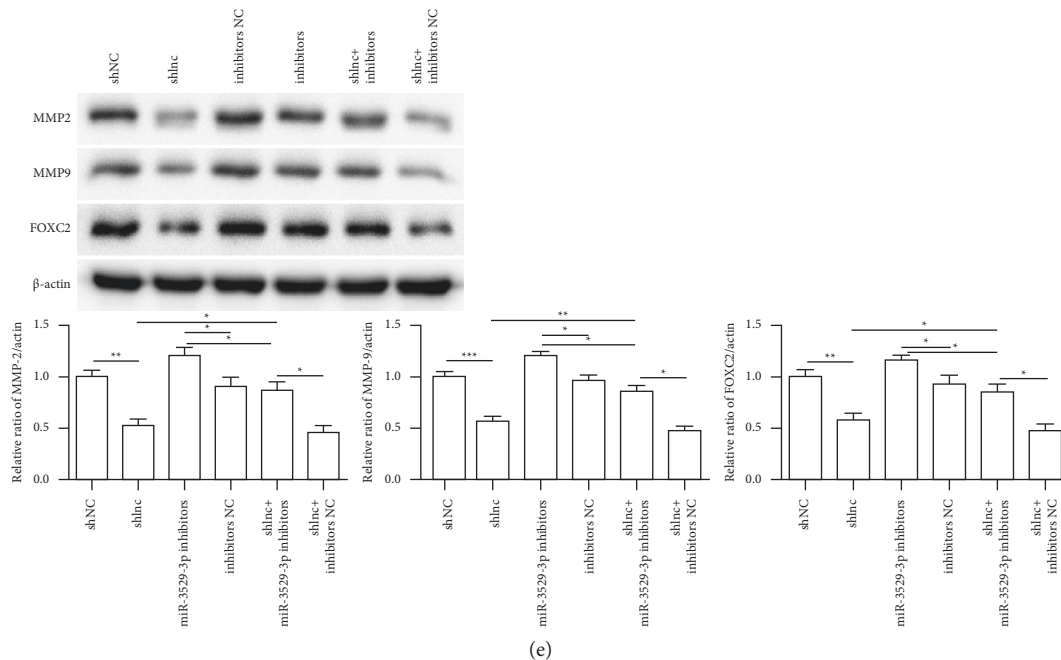 shNC
shlnc
inhibitors NC
inhibitors
shlnc+
inhibitors
shlnc+
inhibitors NC
MMP2
MMP9
FOXC2
β-actin
Relative ratio of MMP-2/actin
1.5
1.0
0.5
0.0
**
*
*
*
*
shNC
shlnc
miR-3529-3p inhibitors
inhibitors NC
shlnc+
miR-3529-3p inhibitors
shlnc+
inhibitors NC
Relative ratio of MMP-9/actin
1.5
1.0
0.5
0.0
***
**
*
*
*
shNC
shlnc
miR-3529-3p inhibitors
inhibitors NC
shlnc+
miR-3529-3p inhibitors
shlnc+
inhibitors NC
Relative ratio of FOXC2/actin
1.5
1.0
0.5
0.0
**
*
*
*
*
shNC
shlnc
miR-3529-3p inhibitors
inhibitors NC
shlnc+
miR-3529-3p inhibitors
shlnc+
inhibitors NC
(e)